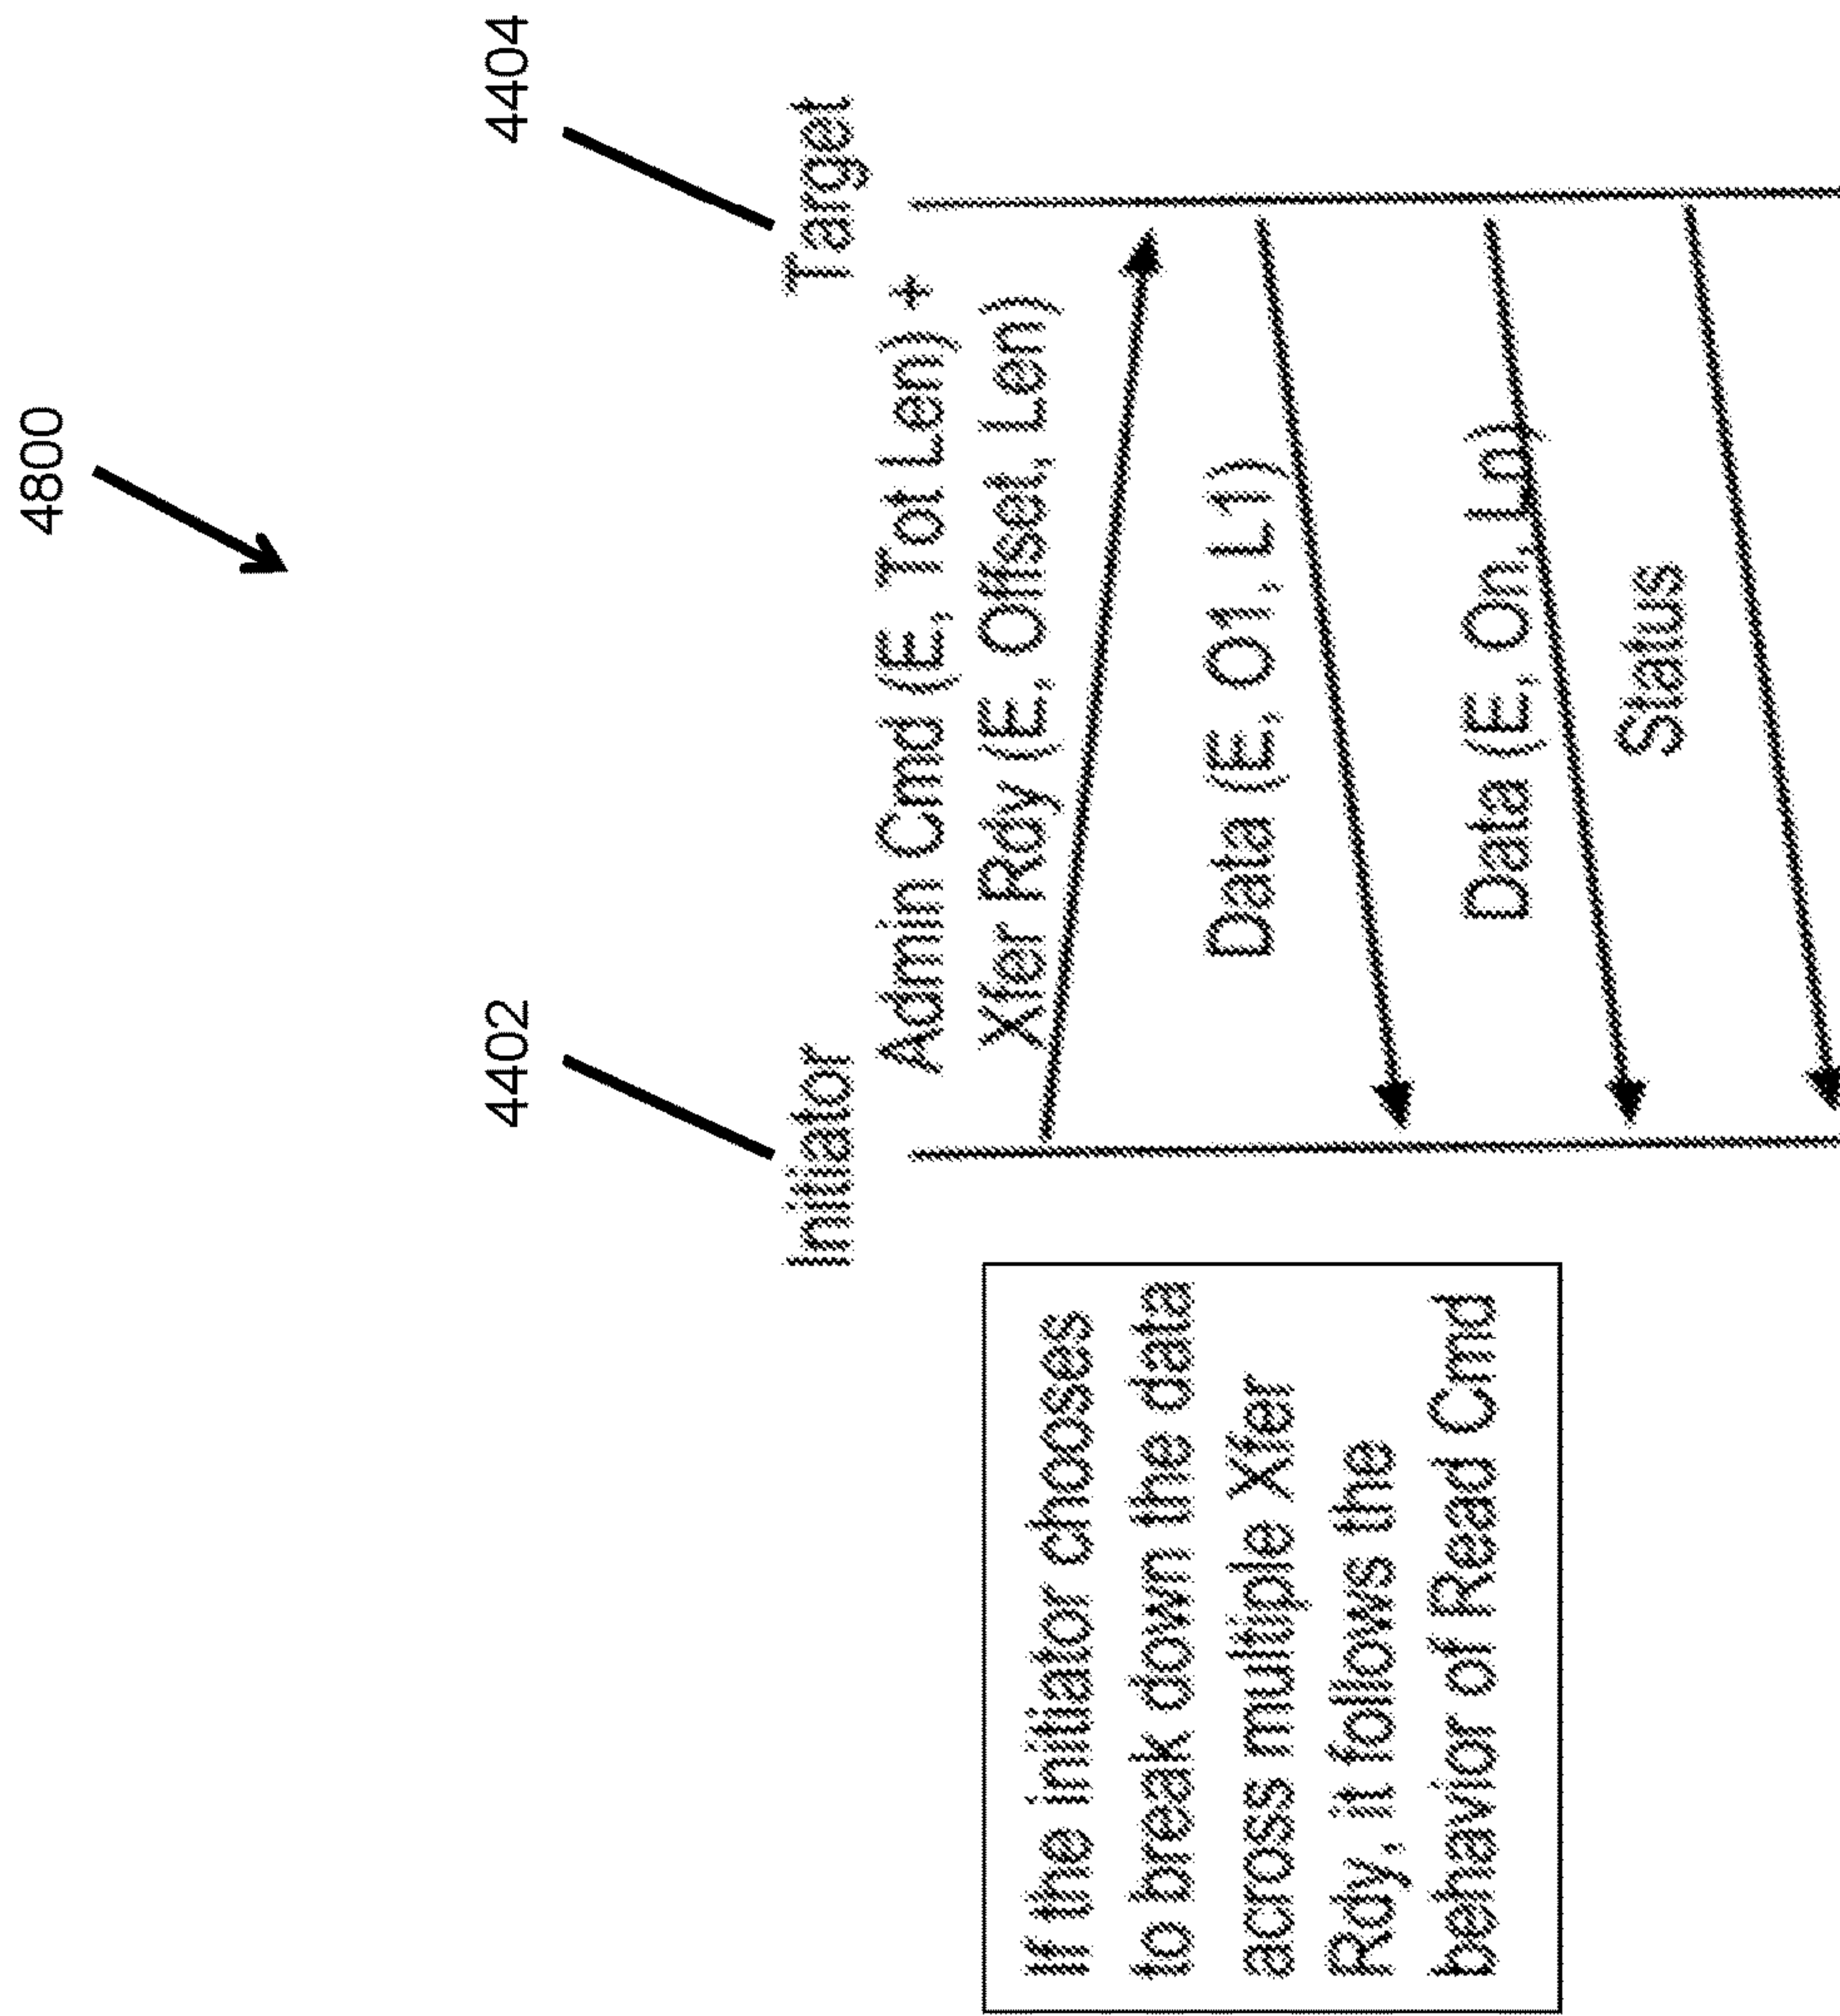 4800
4402
4404
Initiator
Target
Admin Cmd (E, Tot Len) +
Xfer Rdy (E, Offset, Len)
Data (E, O1, L1)
Data (E, On, Ln)
Status
If the initiator chooses
to break down the data
across multiple Xfer
Rdy, it follows the
behavior of Read Cmd